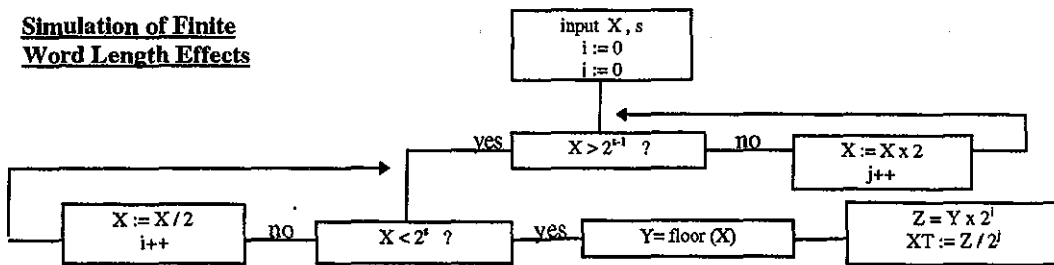 Simulation of Finite
Word Length Effects
input X, s
i := 0
j := 0
yes
X > 2^{s-1} ?
no
X := X x 2
j++
X := X / 2
i++
no
X < 2^s ?
yes
Y= floor (X)
Z = Y x 2^i
XT := Z / 2^j